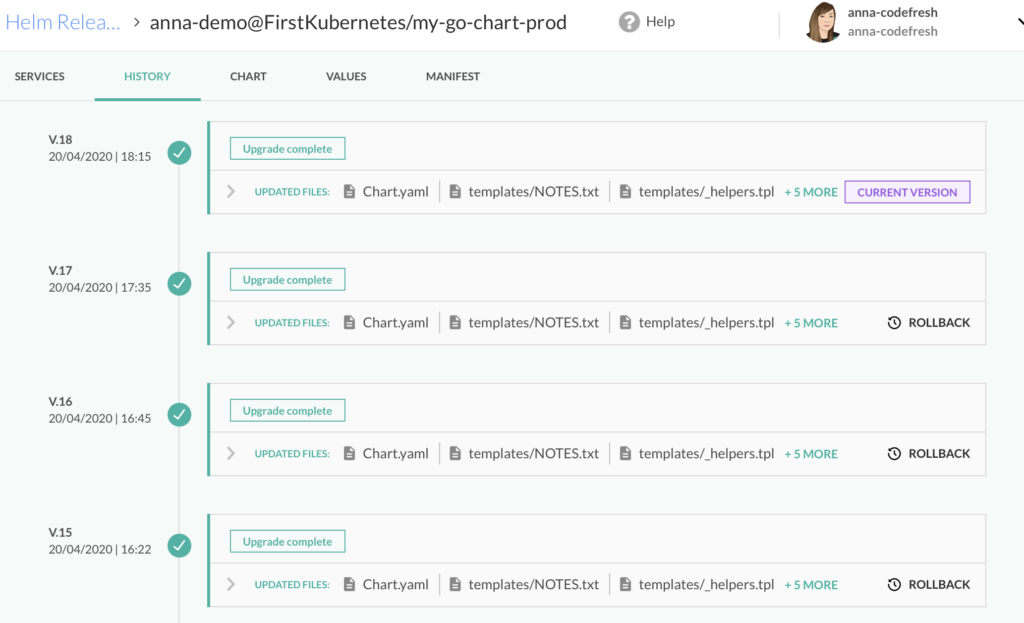 Helm Relea... > anna-demo@FirstKubernetes/my-go-chart-prod ? Help anna-codefresh
anna-codefresh
SERVICES HISTORY CHART VALUES MANIFEST
V.18
20/04/2020 | 18:15
Upgrade complete
UPDATED FILES: Chart.yaml templates/NOTES.txt templates/_helpers.tpl + 5 MORE CURRENT VERSION
V.17
20/04/2020 | 17:35
Upgrade complete
UPDATED FILES: Chart.yaml templates/NOTES.txt templates/_helpers.tpl + 5 MORE ROLLBACK
V.16
20/04/2020 | 16:45
Upgrade complete
UPDATED FILES: Chart.yaml templates/NOTES.txt templates/_helpers.tpl + 5 MORE ROLLBACK
V.15
20/04/2020 | 16:22
Upgrade complete
UPDATED FILES: Chart.yaml templates/NOTES.txt templates/_helpers.tpl + 5 MORE ROLLBACK